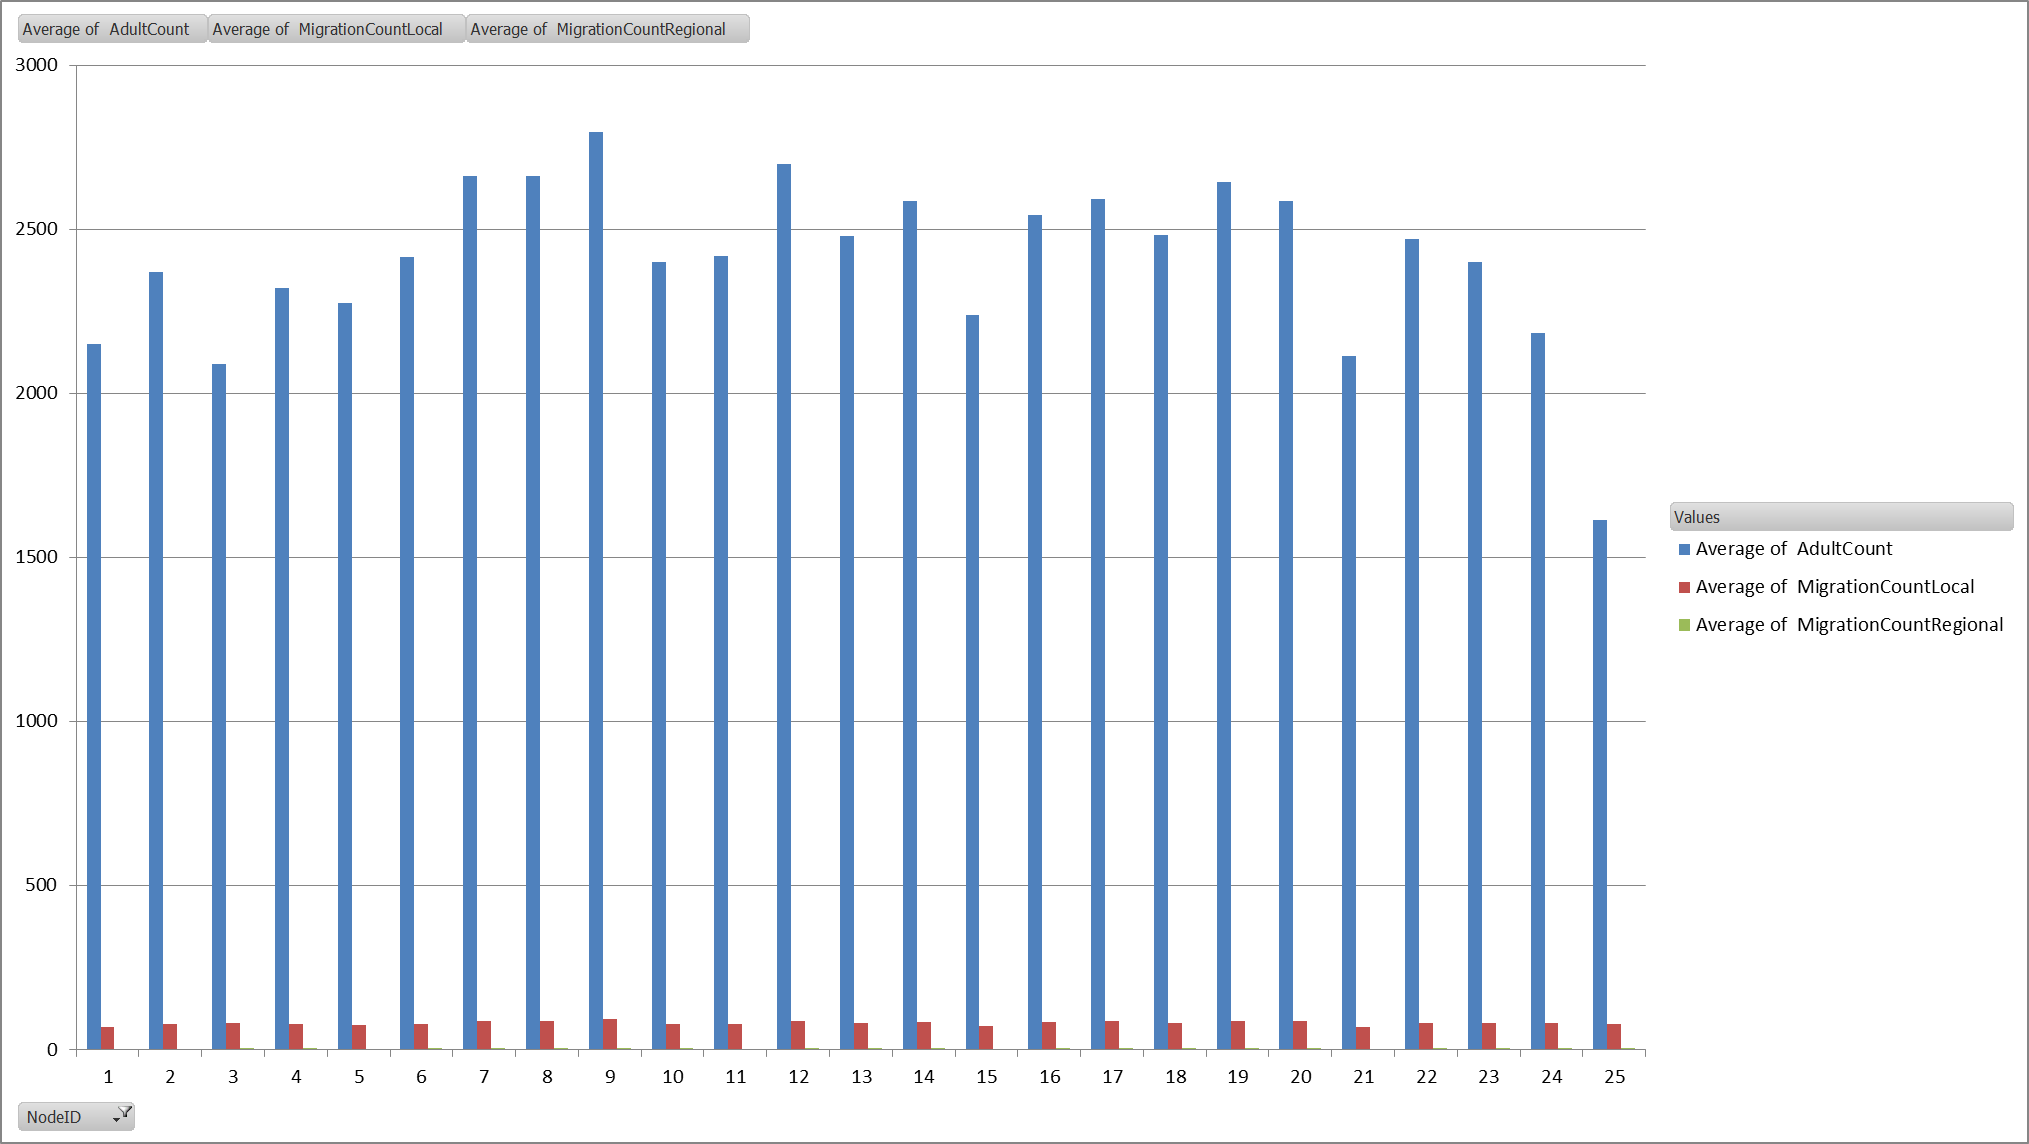 Average of  AdultCount Average of  MigrationCountLocal Average of  MigrationCountRegional
3000
2500
2000
1500
1000
500
0
1 2 3 4 5 6 7 8 9 10 11 12 13 14 15 16 17 18 19 20 21 22 23 24 25
Values
Average of  AdultCount
Average of  MigrationCountLocal
Average of  MigrationCountRegional
NodeID